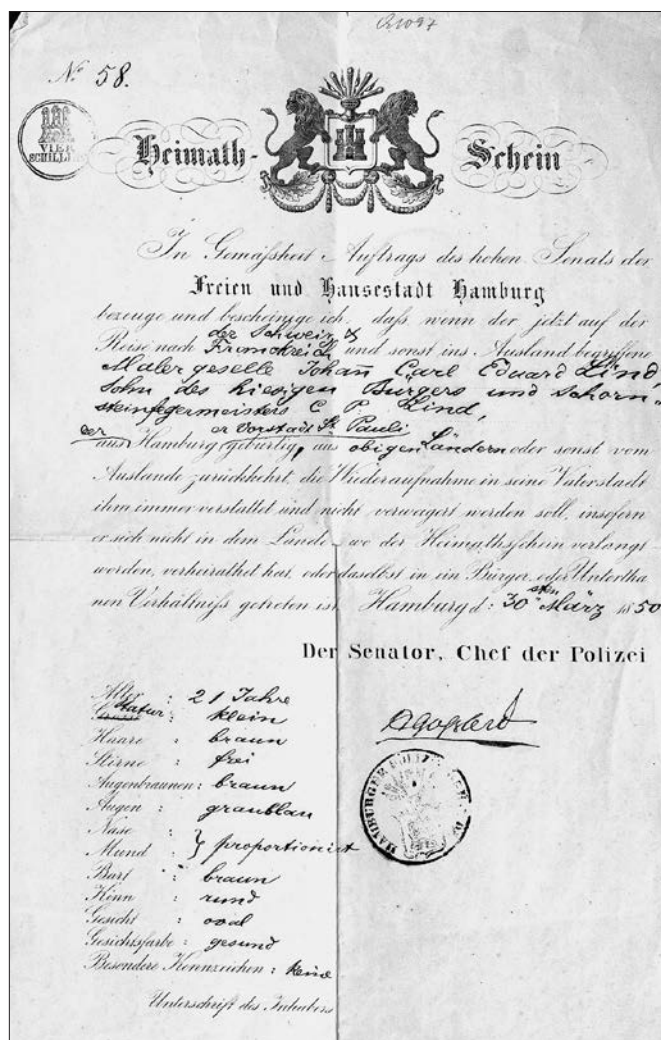 A1097
No 58.
VIER
SCHILLING
Heimath-Schein
In Gemäſsheit Auftrags des hohen Senats der
Freien und Hansestadt Hamburg
bezeuge und bescheinige ich, daſs, wenn der jetzt auf der
der Schweiz &
Reise nach Franckreich und sonst ins Ausland begriffene
Malergeselle Johan Carl Eduard Lind,
Sohn des hiesigen Bürgers und Schorn-
steinfegermeisters C. P. Lind,
er Vorstadt St. Pauli
aus Hamburg gebürtig, aus obigen Ländern oder sonst vom
Auslande zurückkehrt, die Wiederaufnahme in seine Vaterstadt
ihm immer verstattet und nicht verweigert werden soll, insofern
er sich nicht in dem Lande, wo der Heimathsſchein verlangt
worden, verheirathet hat, oder daselbst in ein Bürger- oder Untertha
nen Verhältniſs getreten ist. Hamburg d: 30sten März 1850
Der Senator, Chef der Polizei
Alter : 21 Jahre
Statur : klein
Haare : braun
Stirne : frei
Augenbraunen : braun
Augen : graublau
Nase :
Mund : } proportionirt
Bart : braun
Kinn : rund
Gesicht : oval
Gesichtsfarbe : gesund
Besondere Kennzeichen : keine
HAMBURGER
Unterschrift des Inhabers